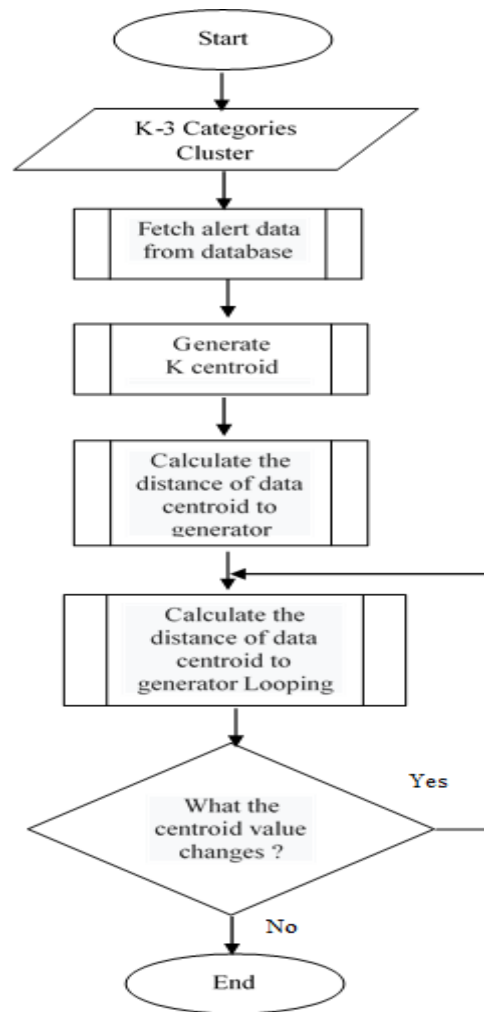 Start
K-3 Categories
Cluster
Fetch alert data
from database
Generate
K centroid
Calculate the
distance of data
centroid to
generator
Calculate the
distance of data
centroid to
generator Looping
Yes
What the
centroid value
changes ?
No
End